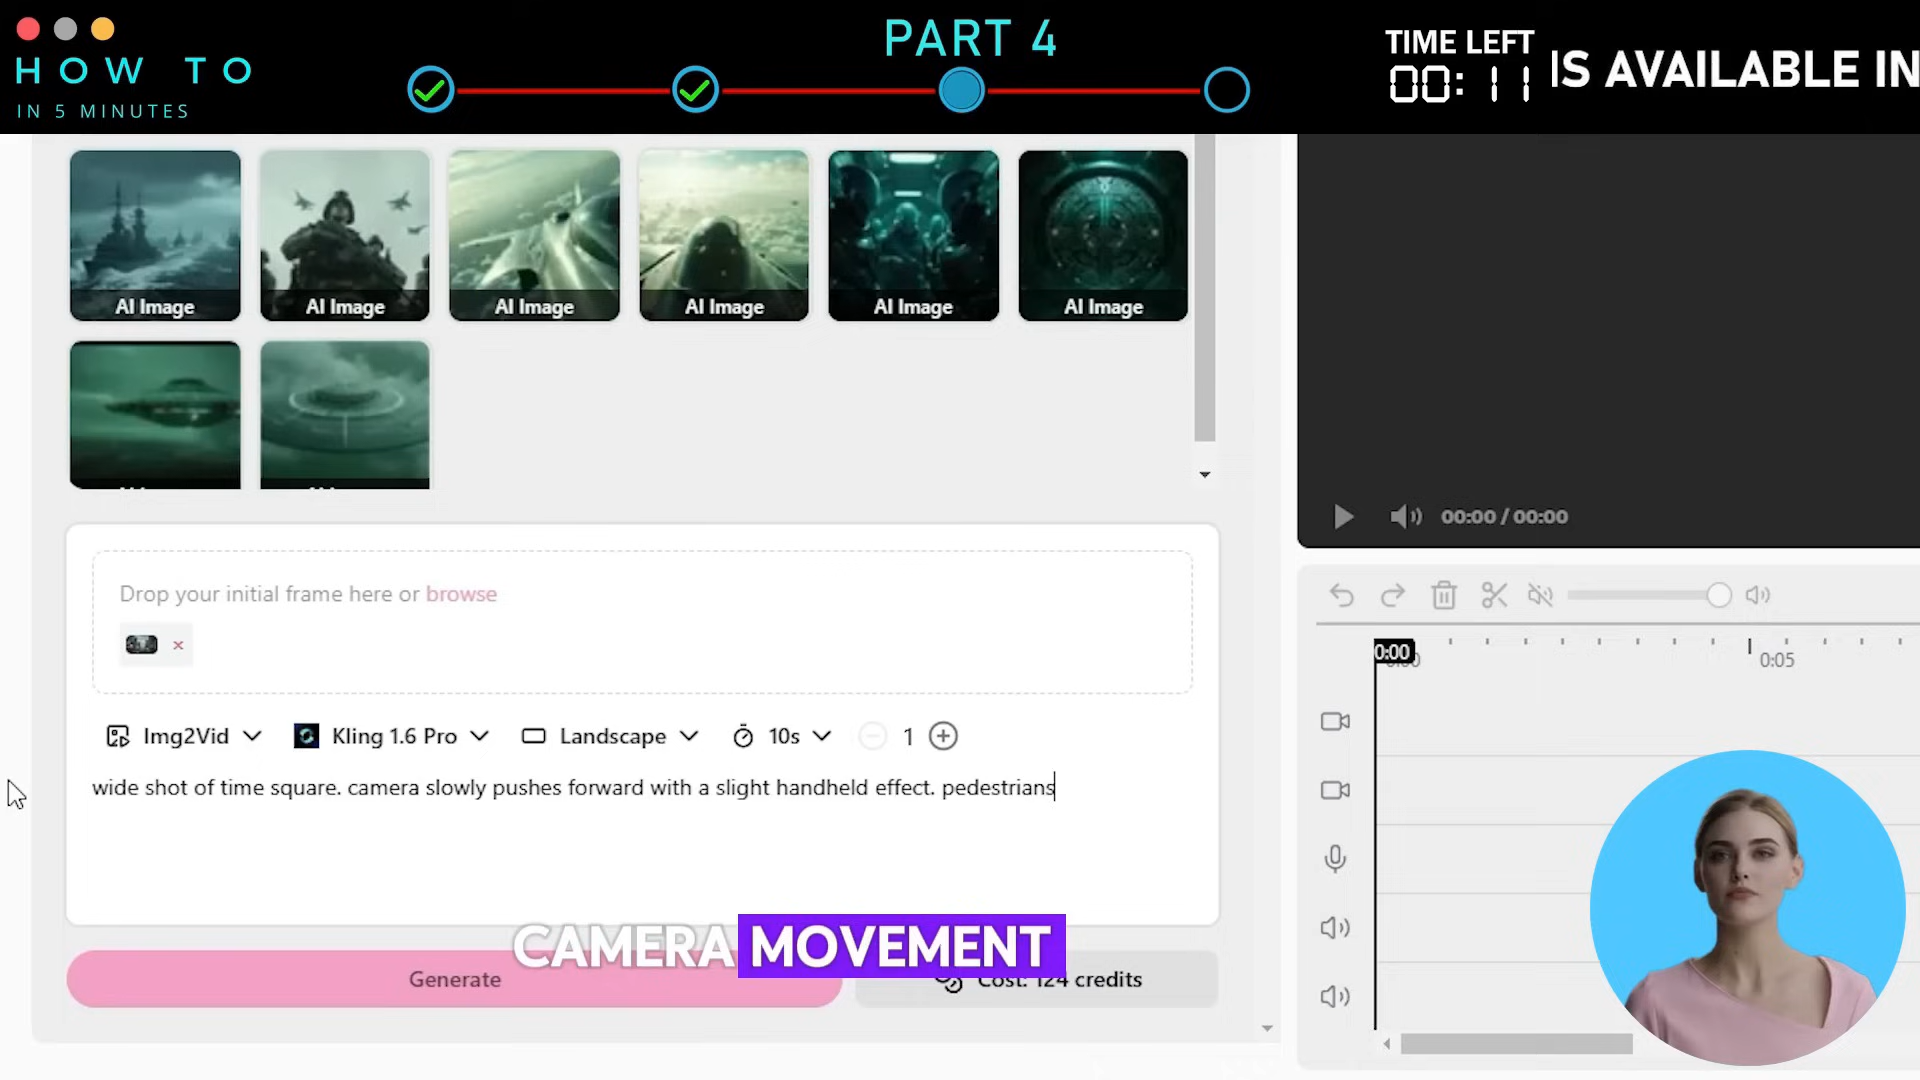 HOW TO
IN 5 MINUTES
PART 4
TIME LEFT
00:11
IS AVAILABLE IN
AI Image
AI Image
AI Image
AI Image
AI Image
AI Image
Drop your initial frame here or browse
×
Img2Vid
Kling 1.6 Pro
Landscape
10s
1
wide shot of time square. camera slowly pushes forward with a slight handheld effect. pedestrians
CAMERA MOVEMENT
Generate
Cost: 124 credits
00:00 / 00:00
0:00
0:05